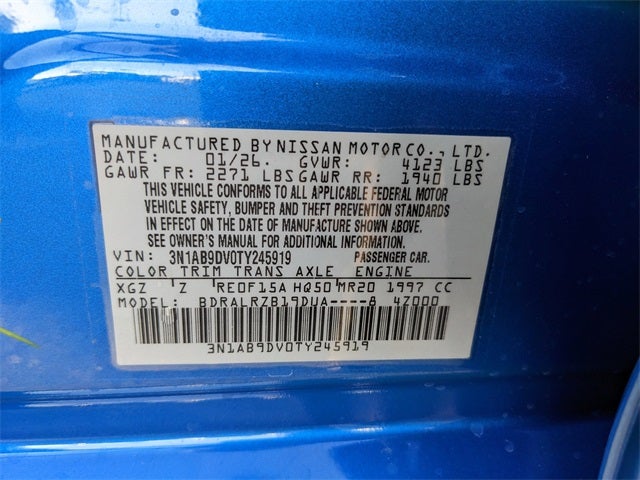 MANUFACTURED BY NISSAN MOTOR CO., LTD.
DATE: 01/26. GVWR: 4123 LBS
GAWR FR: 2271 LBS GAWR RR: 1940 LBS
THIS VEHICLE CONFORMS TO ALL APPLICABLE FEDERAL MOTOR
VEHICLE SAFETY, BUMPER AND THEFT PREVENTION STANDARDS
IN EFFECT ON THE DATE OF MANUFACTURE SHOWN ABOVE.
SEE OWNER'S MANUAL FOR ADDITIONAL INFORMATION.
VIN: 3N1AB9DV0TY245919 PASSENGER CAR.
COLOR TRIM TRANS AXLE ENGINE
XGZ Z RE0F15A HQ50 MR20 1997 CC
MODEL: BDRALRZB19DUA----8 4Z000
3N1AB9DV0TY245919